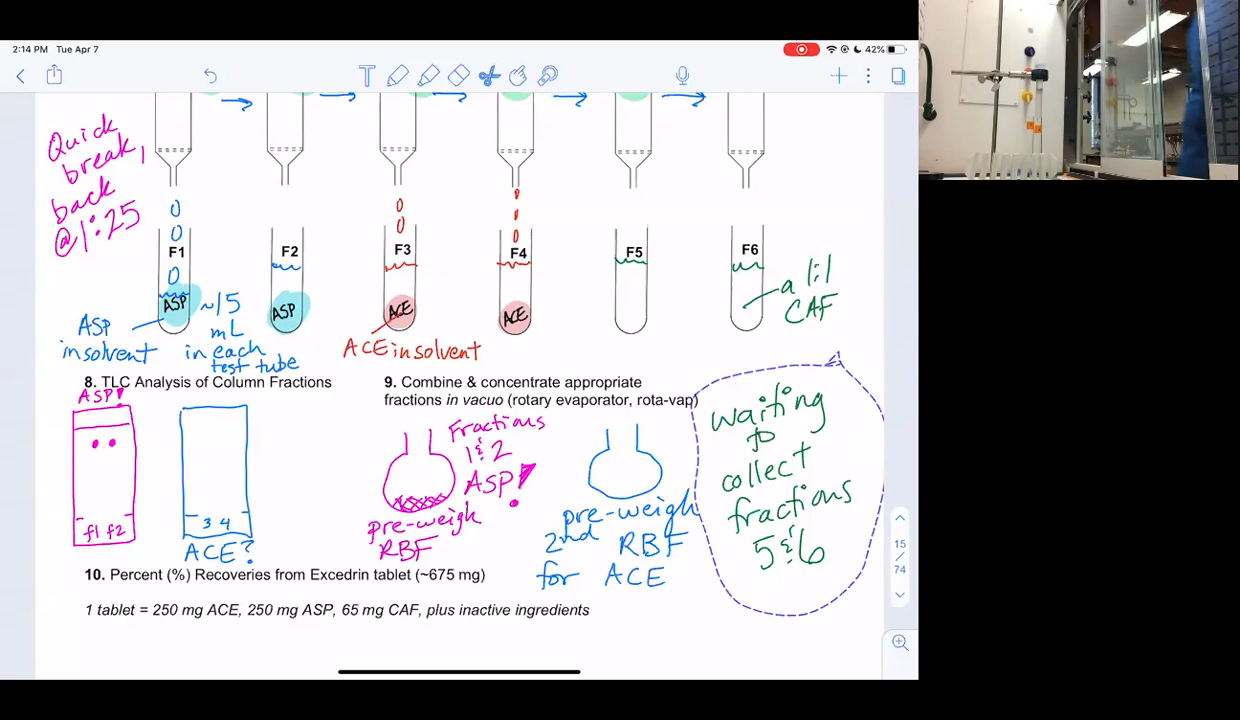 2:14 PM Tue Apr 7
42%
Quick
break,
back
@1:25
F1
F2
F3
F4
F5
F6
ASP
ASP
ACE
ACE
a lil
CAF
ASP
insolvent
~15
mL
in each
test tube
ACE insolvent
8. TLC Analysis of Column Fractions
ASP!
f1 f2
3 4
ACE?
9. Combine & concentrate appropriate
fractions in vacuo (rotary evaporator, rota-vap)
Fractions
1 & 2
ASP!
pre-weigh
RBF
pre-weigh
2nd RBF
for ACE
waiting
to
collect
fractions
5 & 6
10. Percent (%) Recoveries from Excedrin tablet (~675 mg)
1 tablet = 250 mg ACE, 250 mg ASP, 65 mg CAF, plus inactive ingredients
15
/
74